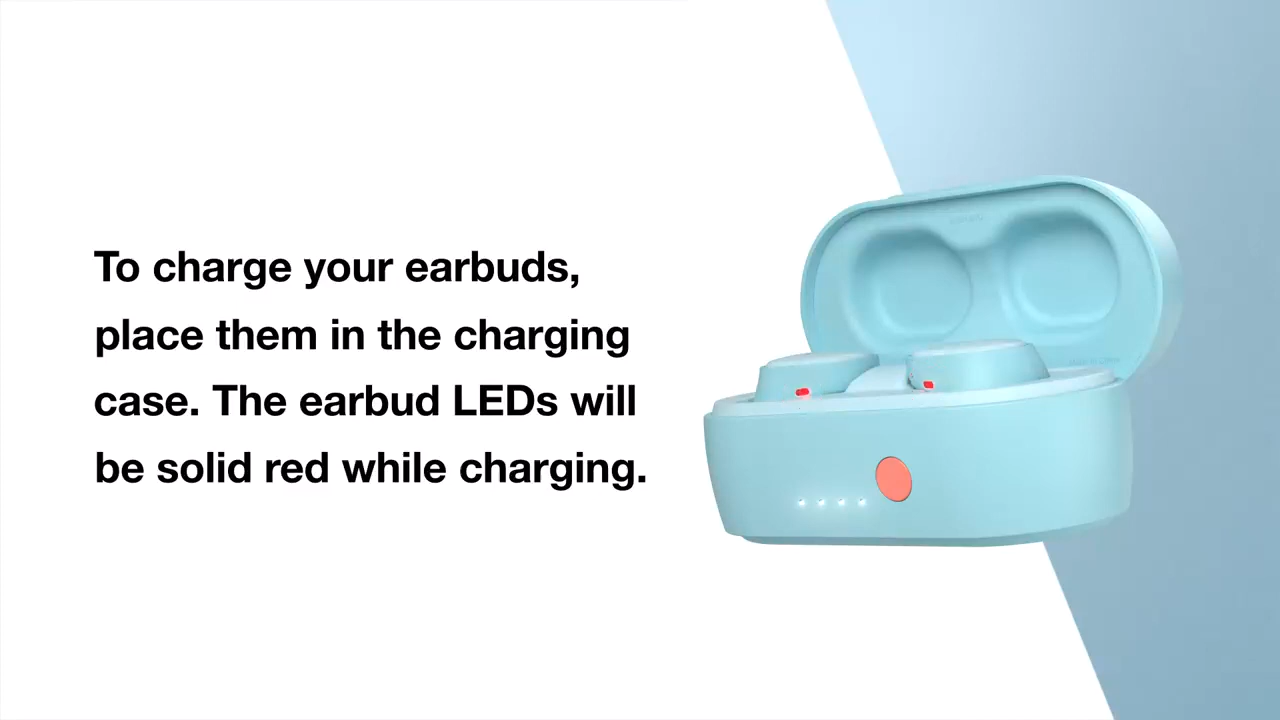 To charge your earbuds,
place them in the charging
case. The earbud LEDs will
be solid red while charging.